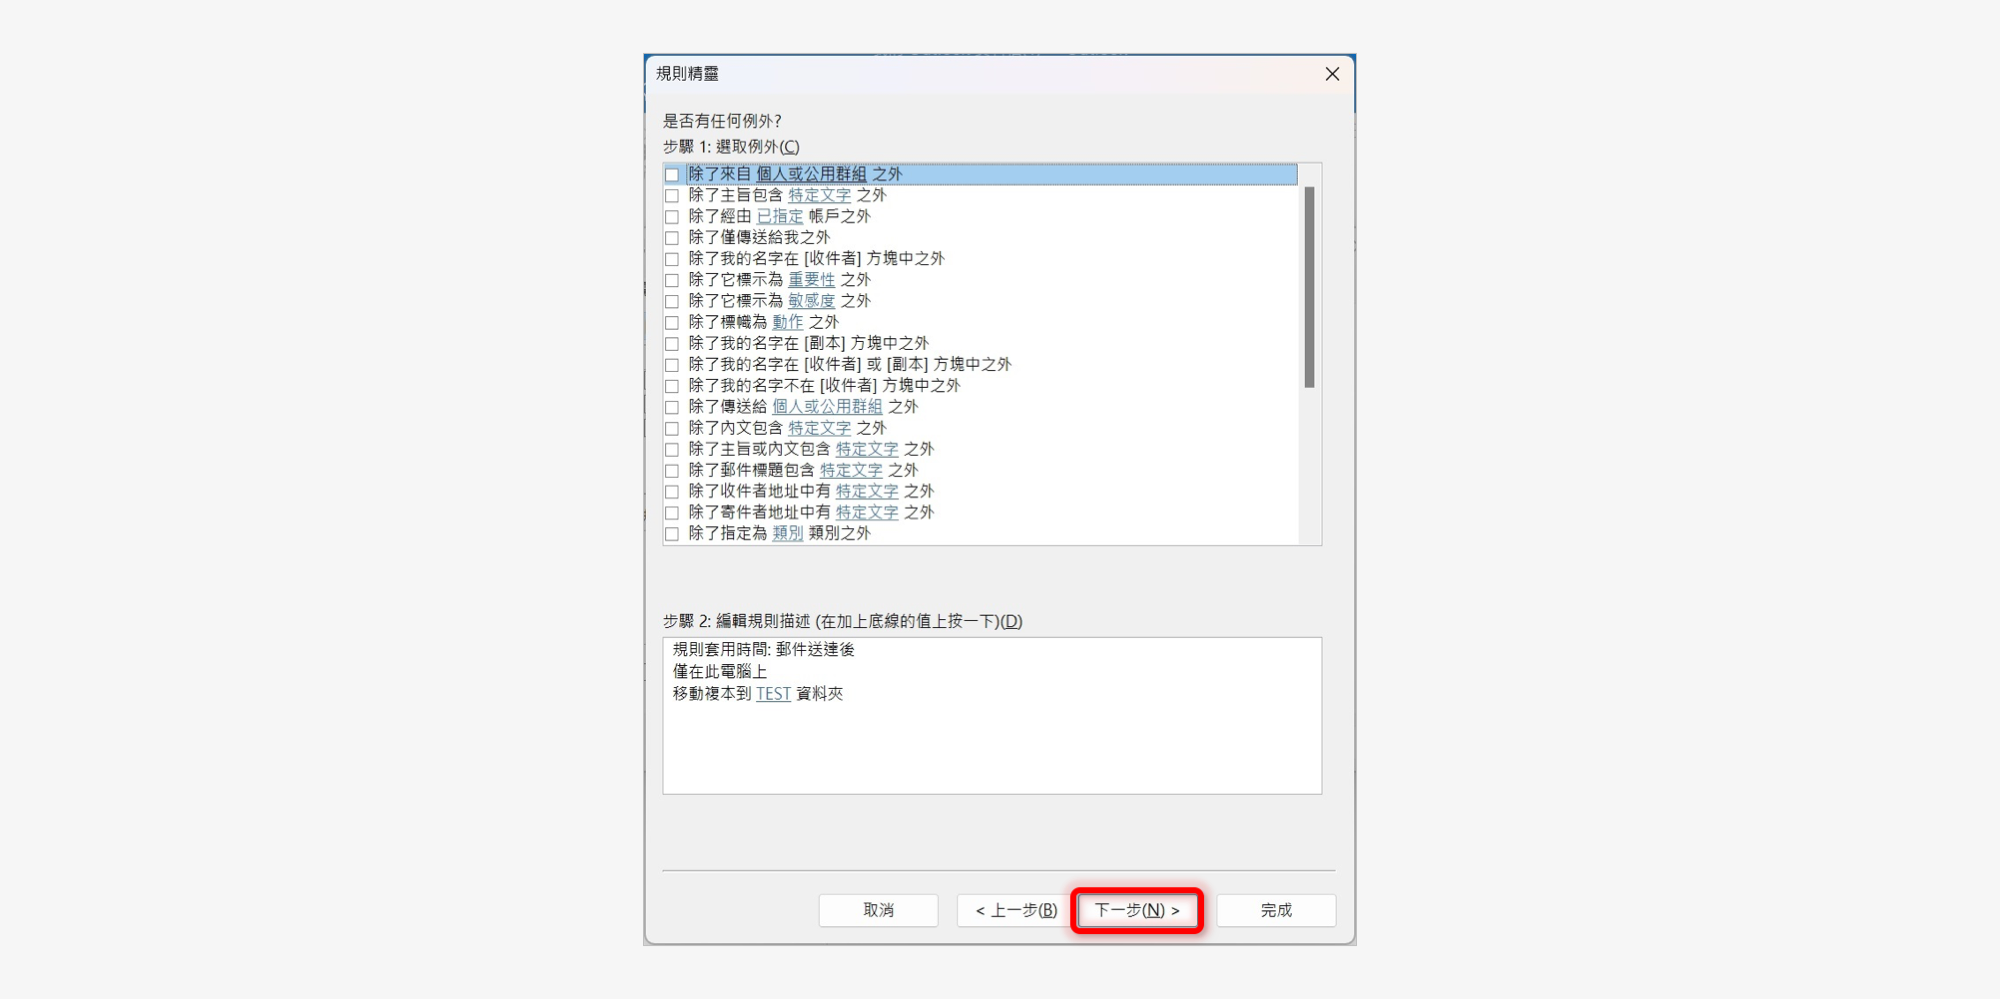 規則精靈
是否有任何例外?
步驟 1: 選取例外(C)
除了來自 個人或公用群組 之外
除了主旨包含 特定文字 之外
除了經由 已指定 帳戶之外
除了僅傳送給我之外
除了我的名字在 [收件者] 方塊中之外
除了它標示為 重要性 之外
除了它標示為 敏感度 之外
除了標幟為 動作 之外
除了我的名字在 [副本] 方塊中之外
除了我的名字在 [收件者] 或 [副本] 方塊中之外
除了我的名字不在 [收件者] 方塊中之外
除了傳送給 個人或公用群組 之外
除了內文包含 特定文字 之外
除了主旨或內文包含 特定文字 之外
除了郵件標題包含 特定文字 之外
除了收件者地址中有 特定文字 之外
除了寄件者地址中有 特定文字 之外
除了指定為 類別 類別之外
步驟 2: 編輯規則描述 (在加上底線的值上按一下)(D)
規則套用時間: 郵件送達後
僅在此電腦上
移動複本到 TEST 資料夾
取消
< 上一步(B)
下一步(N) >
完成